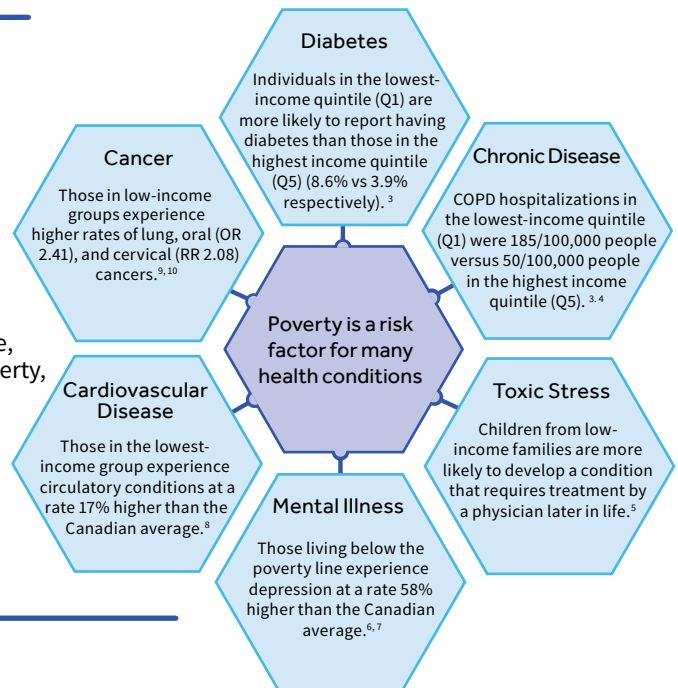 Diabetes
Individuals in the lowest-
income quintile (Q1) are
more likely to report having
diabetes than those in the
highest income quintile
(Q5) (8.6% vs 3.9%
respectively). 3
Cancer
Those in low-income
groups experience
higher rates of lung, oral (OR
2.41), and cervical (RR 2.08)
cancers.9, 10
Chronic Disease
COPD hospitalizations in
the lowest-income quintile
(Q1) were 185/100,000 people
versus 50/100,000 people
in the highest income
quintile (Q5). 3, 4
Poverty is a risk
factor for many
health conditions
e,
erty,
Cardiovascular
Disease
Those in the lowest-
income group experience
circulatory conditions at a
rate 17% higher than the
Canadian average.8
Toxic Stress
Children from low-
income families are more
likely to develop a condition
that requires treatment by
a physician later in life.5
Mental Illness
Those living below the
poverty line experience
depression at a rate 58%
higher than the Canadian
average.6, 7